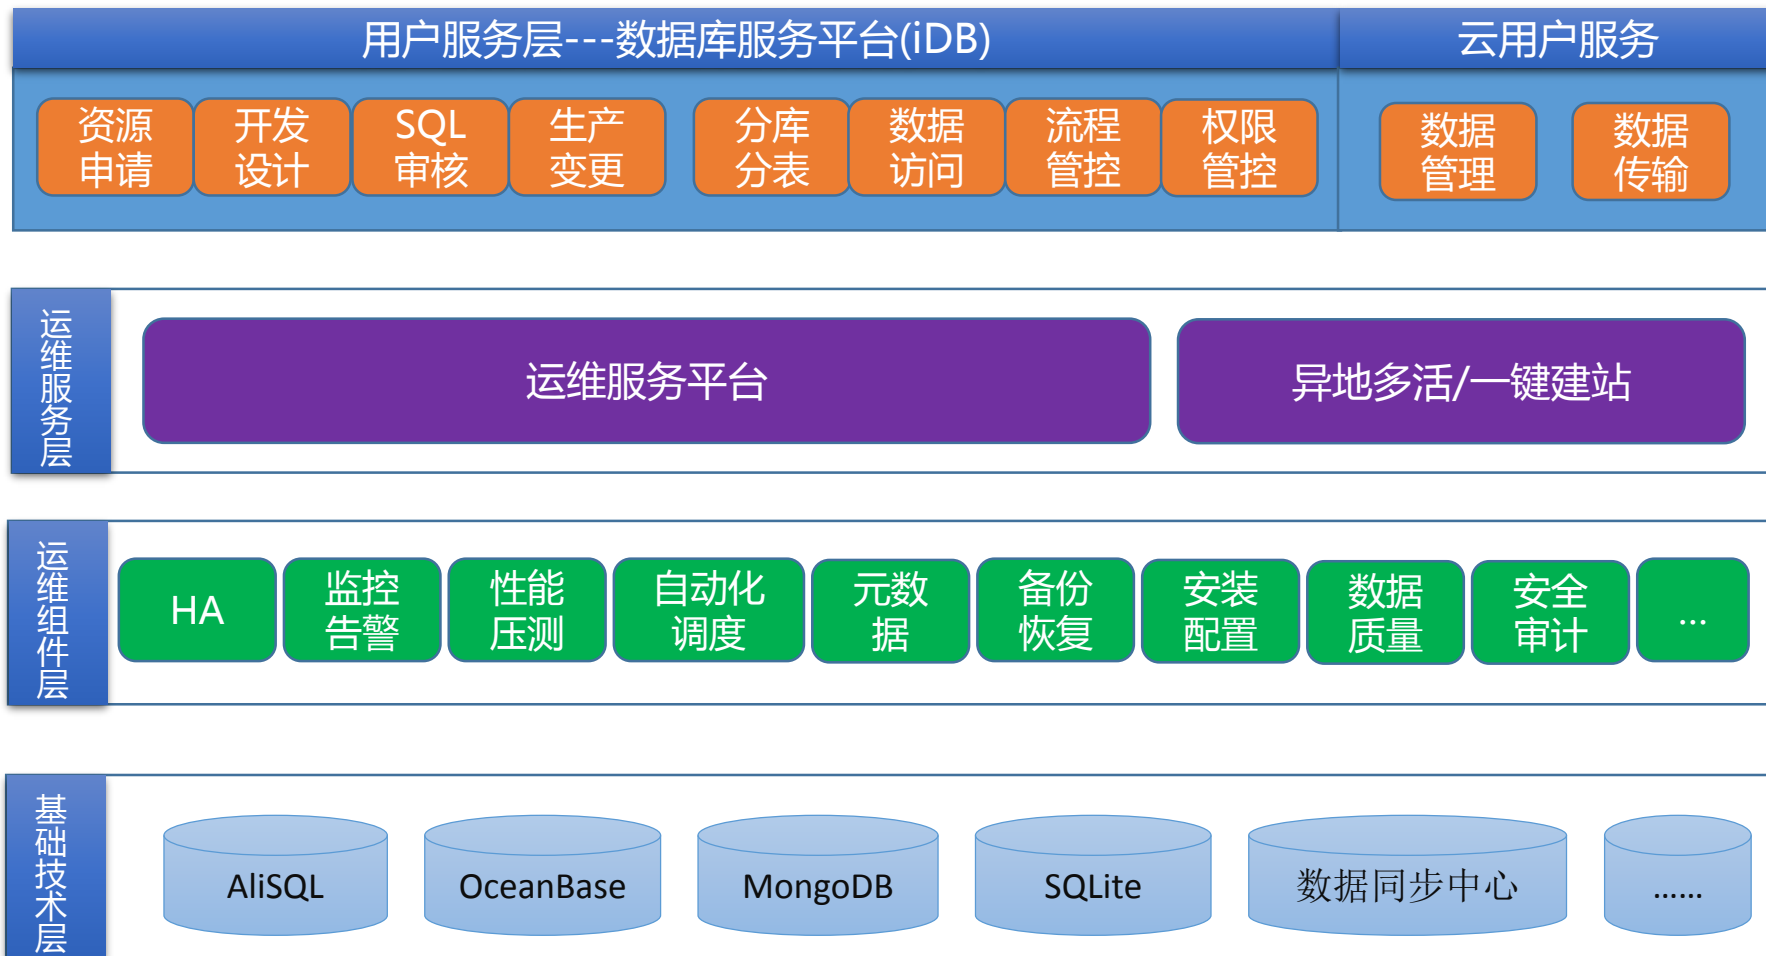 用户服务层---数据库服务平台(iDB)
云用户服务
资源
申请
开发
设计
SQL
审核
生产
变更
分库
分表
数据
访问
流程
管控
权限
管控
数据
管理
数据
传输
运维服务层
运维服务平台
异地多活/一键建站
运维组件层
HA
监控
告警
性能
压测
自动化
调度
元数
据
备份
恢复
安装
配置
数据
质量
安全
审计
...
基础技术层
AliSQL
OceanBase
MongoDB
SQLite
数据同步中心
......